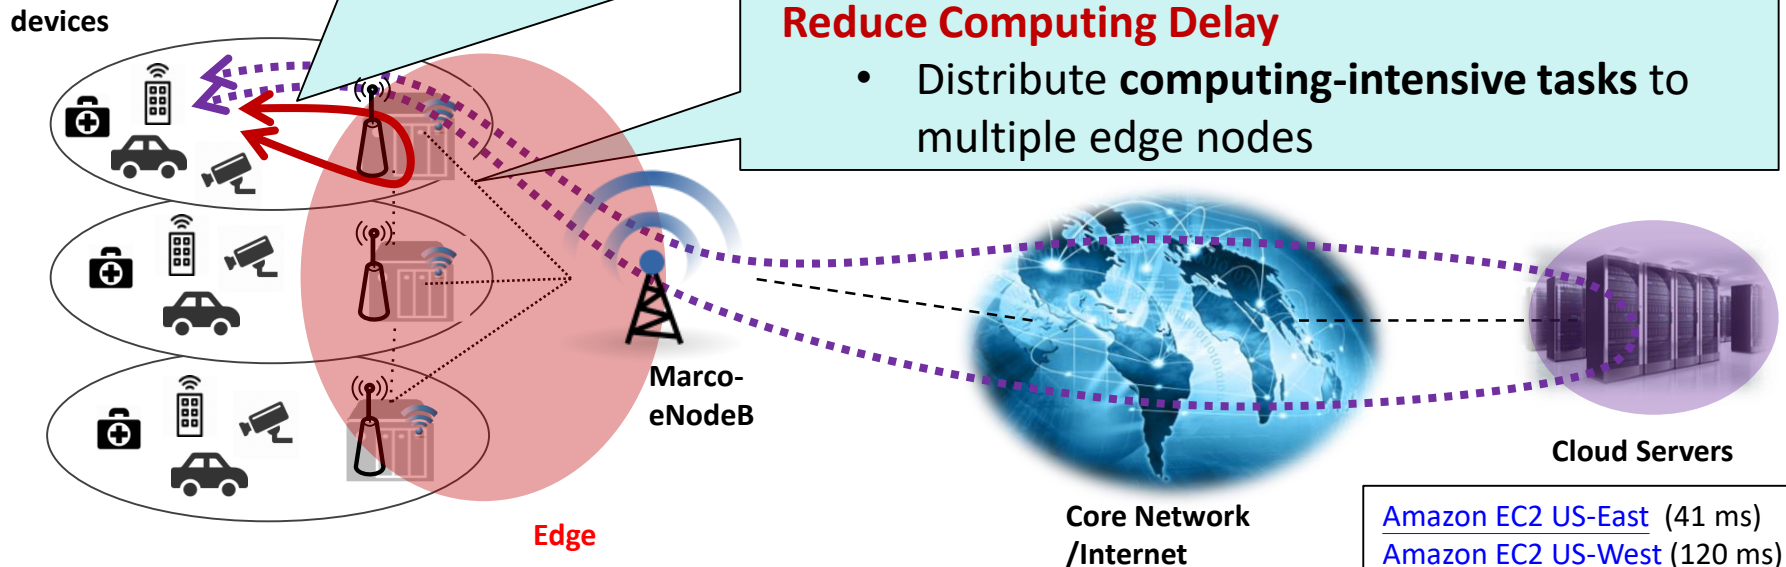 devices
Reduce Computing Delay
• Distribute computing-intensive tasks to
multiple edge nodes
Marco-
eNodeB
Edge
Core Network
/Internet
Cloud Servers
Amazon EC2 US-East (41 ms)
Amazon EC2 US-West (120 ms)